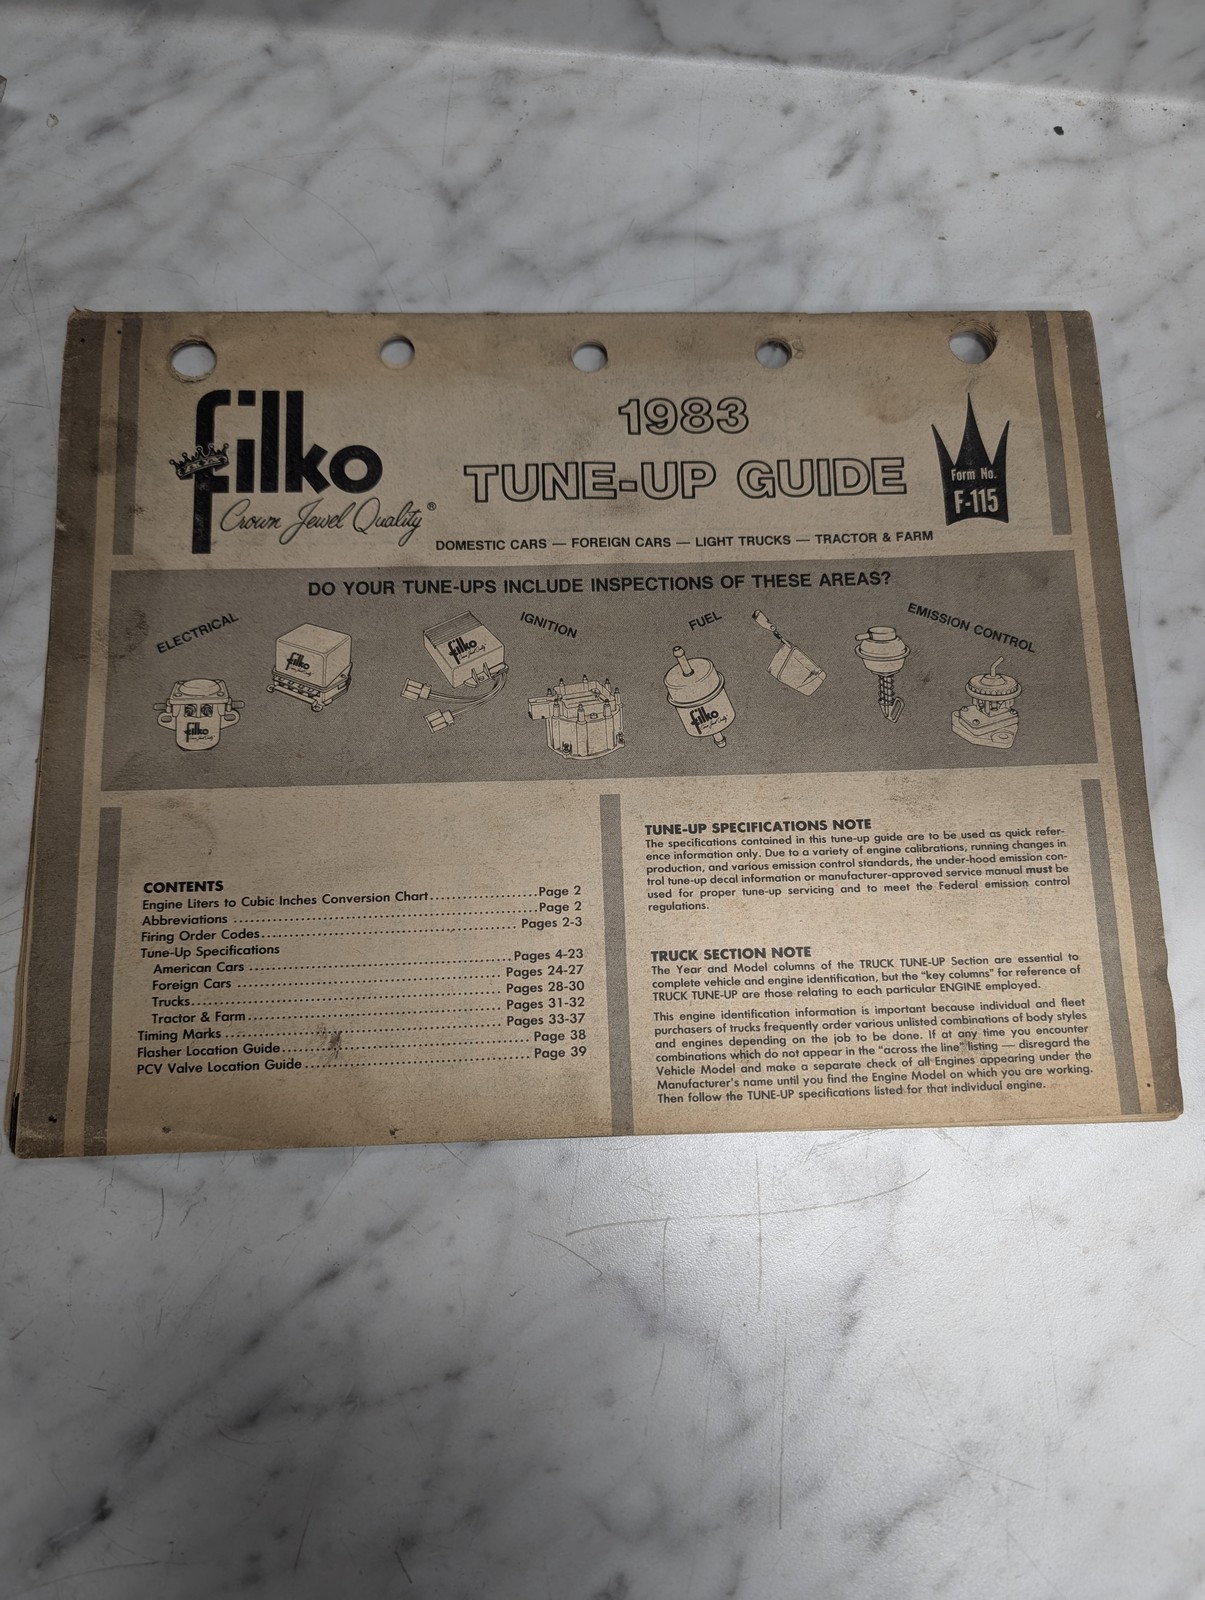 filko
Crown Jewel Quality®
1983
TUNE-UP GUIDE
Form No.
F-115
DOMESTIC CARS — FOREIGN CARS — LIGHT TRUCKS — TRACTOR & FARM
DO YOUR TUNE-UPS INCLUDE INSPECTIONS OF THESE AREAS?
ELECTRICAL
IGNITION
FUEL
EMISSION CONTROL
filko
filko
filko
filko
CONTENTS
Engine Liters to Cubic Inches Conversion Chart..................Page 2
Abbreviations ..................Page 2
Firing Order Codes.................. Pages 2-3
Tune-Up Specifications
American Cars ..................Pages 4-23
Foreign Cars .................. Pages 24-27
Trucks.................. Pages 28-30
Tractor & Farm.................. Pages 31-32
Timing Marks .................. Pages 33-37
Flasher Location Guide.................. Page 38
PCV Valve Location Guide .................. Page 39
TUNE-UP SPECIFICATIONS NOTE
The specifications contained in this tune-up guide are to be used as quick refer-
ence information only. Due to a variety of engine calibrations, running changes in
production, and various emission control standards, the under-hood emission con-
trol tune-up decal information or manufacturer-approved service manual must be
used for proper tune-up servicing and to meet the Federal emission control
regulations.
TRUCK SECTION NOTE
The Year and Model columns of the TRUCK TUNE-UP Section are essential to
complete vehicle and engine identification, but the "key columns" for reference of
TRUCK TUNE-UP are those relating to each particular ENGINE employed.
This engine identification information is important because individual and fleet
purchasers of trucks frequently order various unlisted combinations of body styles
and engines depending on the job to be done. If at any time you encounter
combinations which do not appear in the "across the line" listing — disregard the
Vehicle Model and make a separate check of all Engines appearing under the
Manufacturer's name until you find the Engine Model on which you are working.
Then follow the TUNE-UP specifications listed for that individual engine.